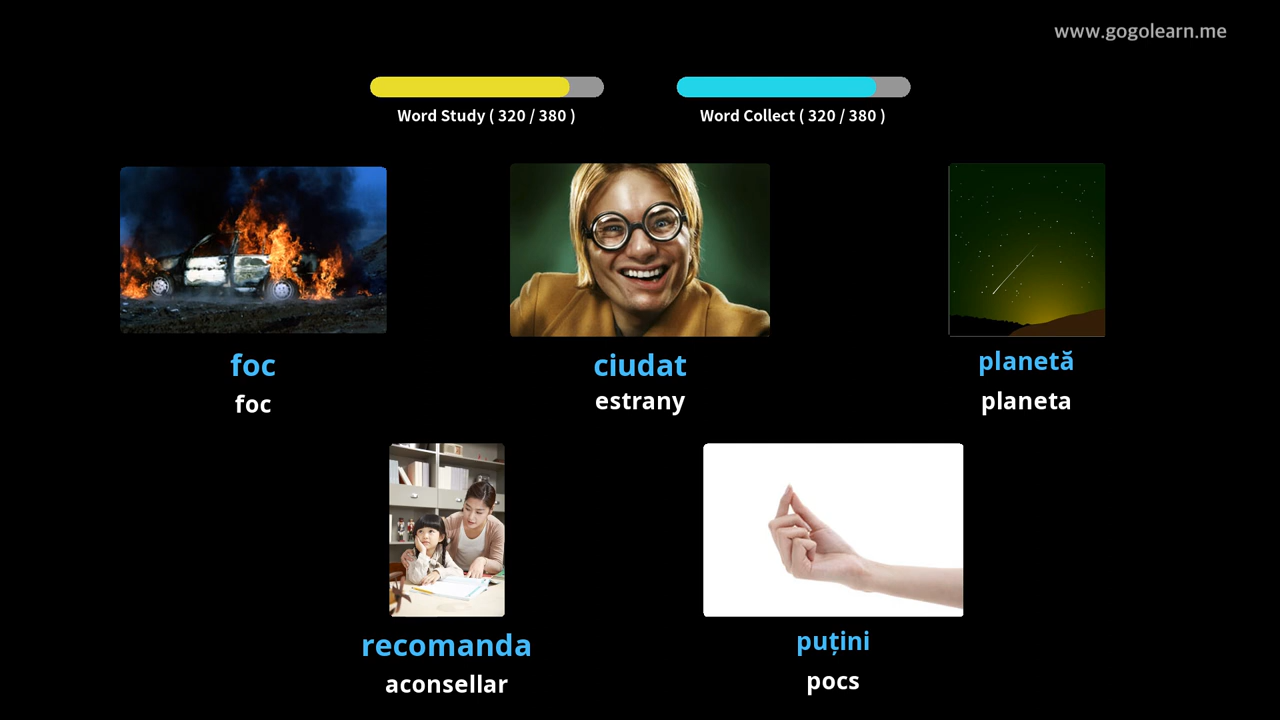 www.gogolearn.me
Word Study ( 320 / 380 )
Word Collect ( 320 / 380 )
foc
foc
ciudat
estrany
planetă
planeta
recomanda
aconsellar
puțini
pocs